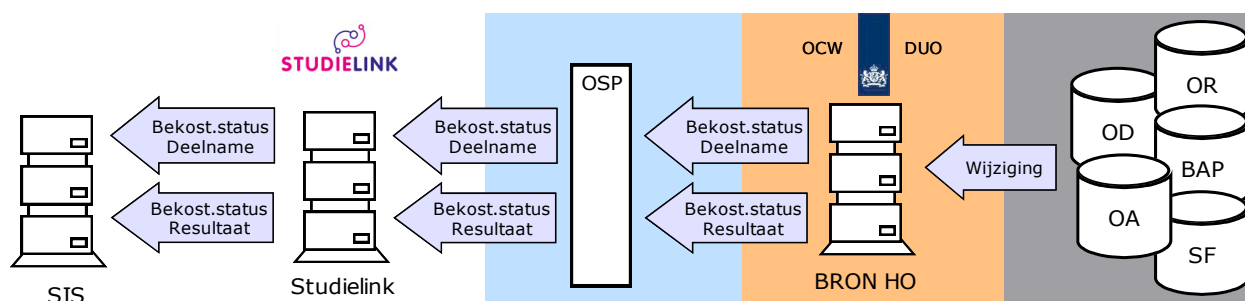 STUDIELINK
OCW
DUO
OSP
OR
OD
BAP
OA
SF
Bekost.status
Deelname
Bekost.status
Deelname
Bekost.status
Deelname
Wijziging
Bekost.status
Resultaat
Bekost.status
Resultaat
Bekost.status
Resultaat
SIS
Studielink
BRON HO